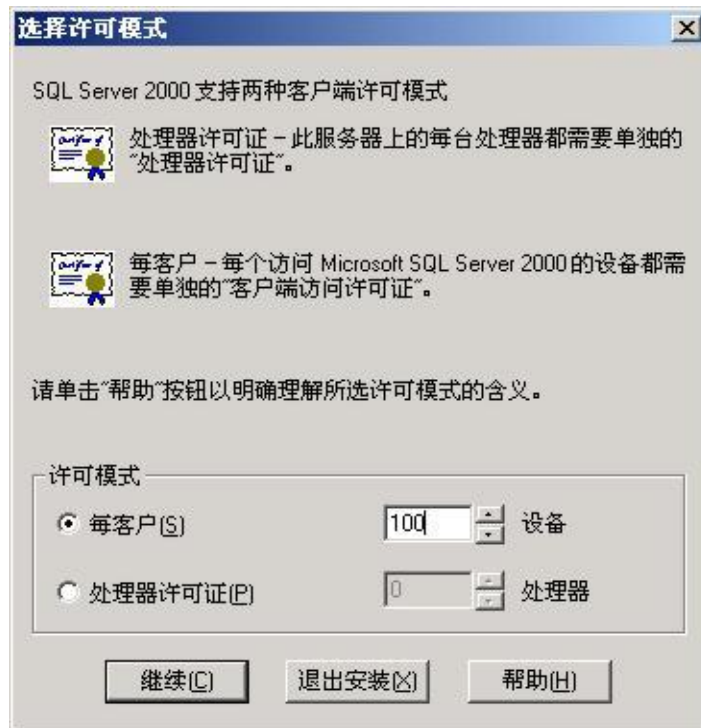 选择许可模式
SQL Server 2000 支持两种客户端许可模式
处理器许可证 – 此服务器上的每台处理器都需要单独的
“处理器许可证”。
每客户 – 每个访问 Microsoft SQL Server 2000 的设备都需
要单独的“客户端访问许可证”。
请单击“帮助”按钮以明确理解所选许可模式的含义。
许可模式
每客户(S) 100 设备
处理器许可证(P) 0 处理器
继续(C) 退出安装(X) 帮助(H)